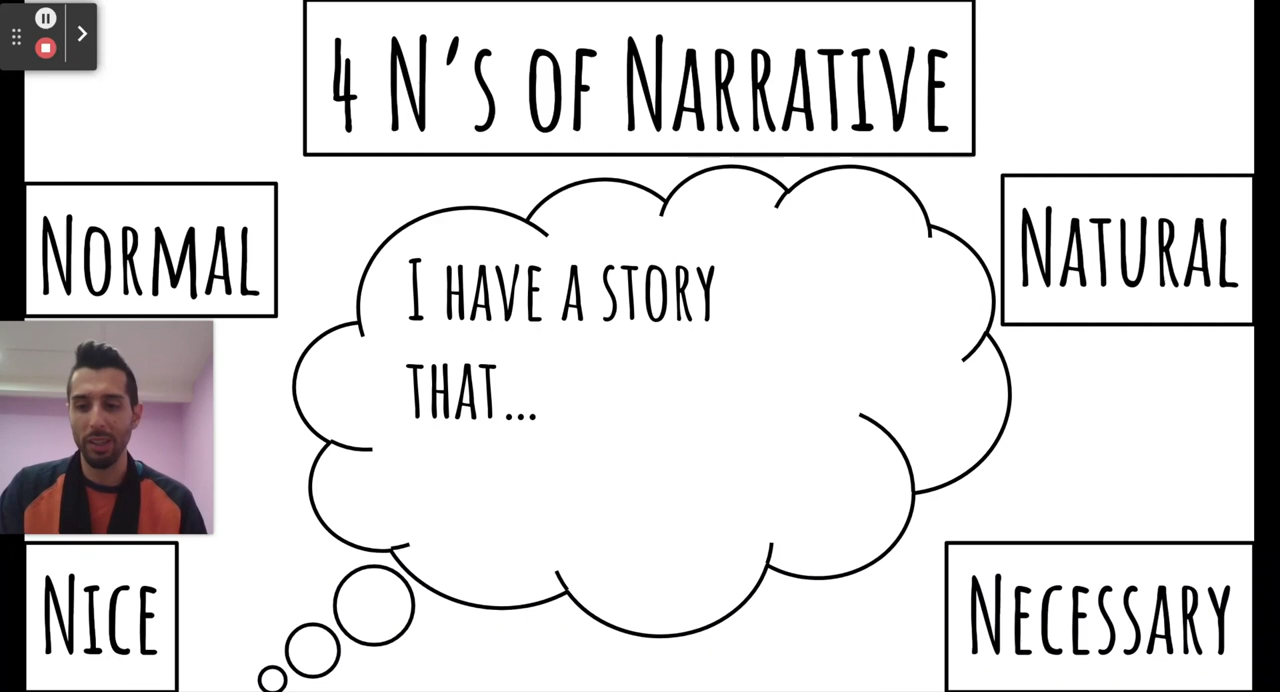 4 N's of Narrative
Normal
Natural
I have a story
that...
Nice
Necessary